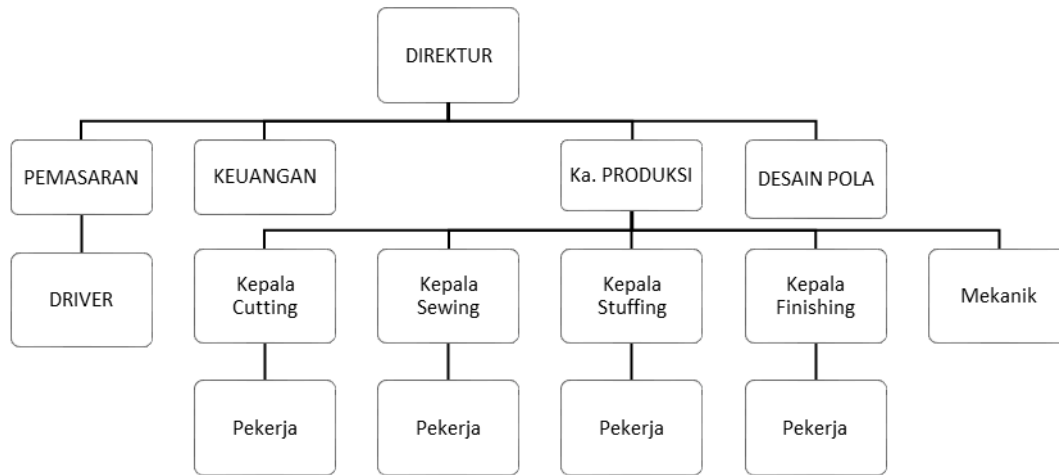 DIREKTUR
PEMASARAN
KEUANGAN
Ka. PRODUKSI
DESAIN POLA
DRIVER
Kepala
Cutting
Kepala
Sewing
Kepala
Stuffing
Kepala
Finishing
Mekanik
Pekerja
Pekerja
Pekerja
Pekerja